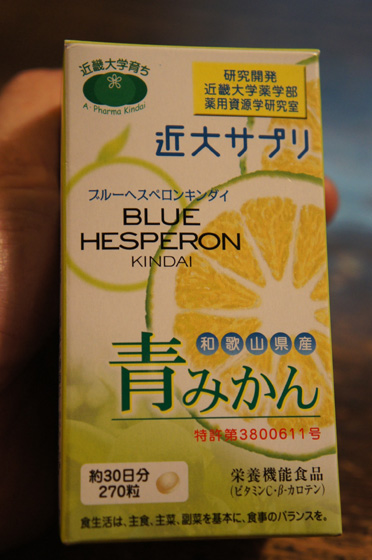 近畿大学育ち
A-Pharma Kindai
研究開発
近畿大学薬学部
薬用資源学研究室
近大サプリ
ブルーヘスペロンキンダイ
BLUE
HESPERON
KINDAI
和歌山県産
青みかん
特許第3800611号
約30日分
270粒
栄養機能食品
(ビタミンC・β-カロテン)
食生活は、主食、主菜、副菜を基本に、食事のバランスを。